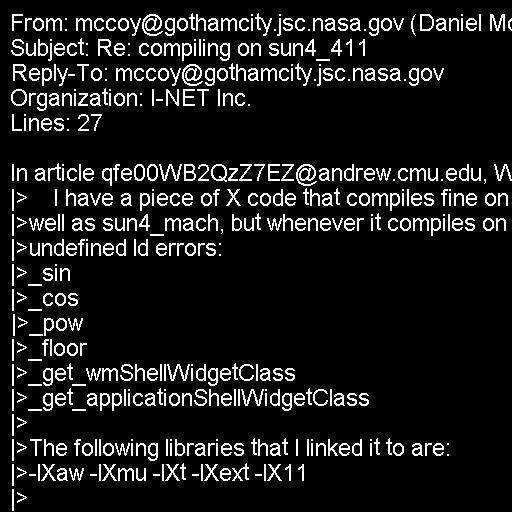 From: mccoy@gothamcity.jsc.nasa.gov (Daniel
Subject: Re: compiling on sun4_411
Reply-To: mccoy@gothamcity.jsc.nasa.gov
Organization: I-NET Inc.
Lines: 27

In article qfe00WB2QzZ7EZ@andrew.cmu.edu,
|>    I have a piece of X code that compiles fine on
|>well as sun4_mach, but whenever it compiles on
|>undefined ld errors:
|>_sin
|>_cos
|>_pow
|>_floor
|>_get_wmShellWidgetClass
|>_get_applicationShellWidgetClass
|>
|>The following libraries that I linked it to are:
|>-lXaw -lXmu -lXt -lXext -lX11
|>